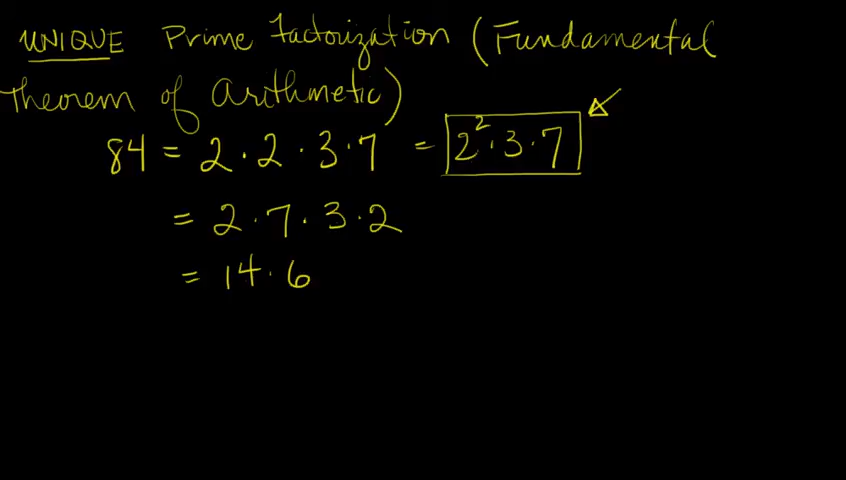 UNIQUE Prime Factorization (Fundamental
Theorem of Arithmetic)
84 = 2 · 2 · 3 · 7 = 2² · 3 · 7
= 2 · 7 · 3 · 2
= 14 · 6